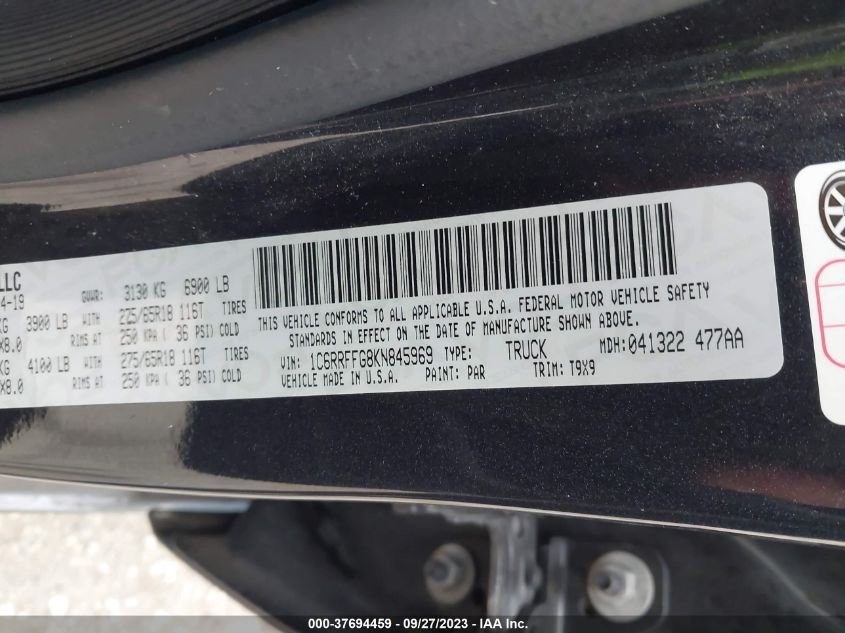 LLC
4-19
GVWR: 3130 KG 6900 LB
KG 3900 LB WITH 275/65R18 116T TIRES
X8.0 RIMS AT 250 KPA ( 36 PSI) COLD
KG 4100 LB WITH 275/65R18 116T TIRES
X8.0 RIMS AT 250 KPA ( 36 PSI) COLD
THIS VEHICLE CONFORMS TO ALL APPLICABLE U.S.A. FEDERAL MOTOR VEHICLE SAFETY
STANDARDS IN EFFECT ON THE DATE OF MANUFACTURE SHOWN ABOVE.
VIN: 1C6RRFFG8KN845969 TYPE: TRUCK MDH: 041322 477AA
VEHICLE MADE IN U.S.A. PAINT: PAR TRIM: T9X9
000-37694459 - 09/27/2023 - © IAA Inc.